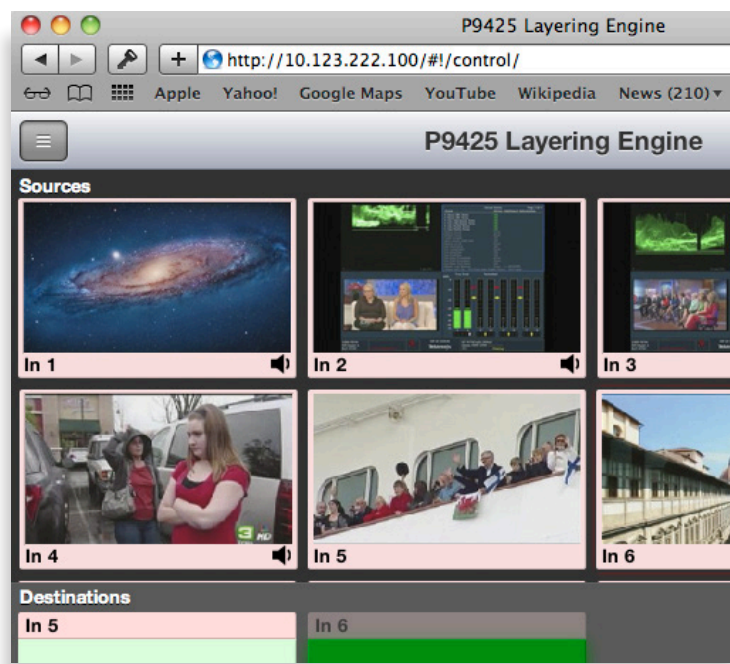 P9425 Layering Engine
http://10.123.222.100/#!/control/
Apple Yahoo! Google Maps YouTube Wikipedia News (210)
P9425 Layering Engine
Sources
In 1
In 2
In 3
3 HD
In 4
In 5
In 6
Destinations
In 5
In 6